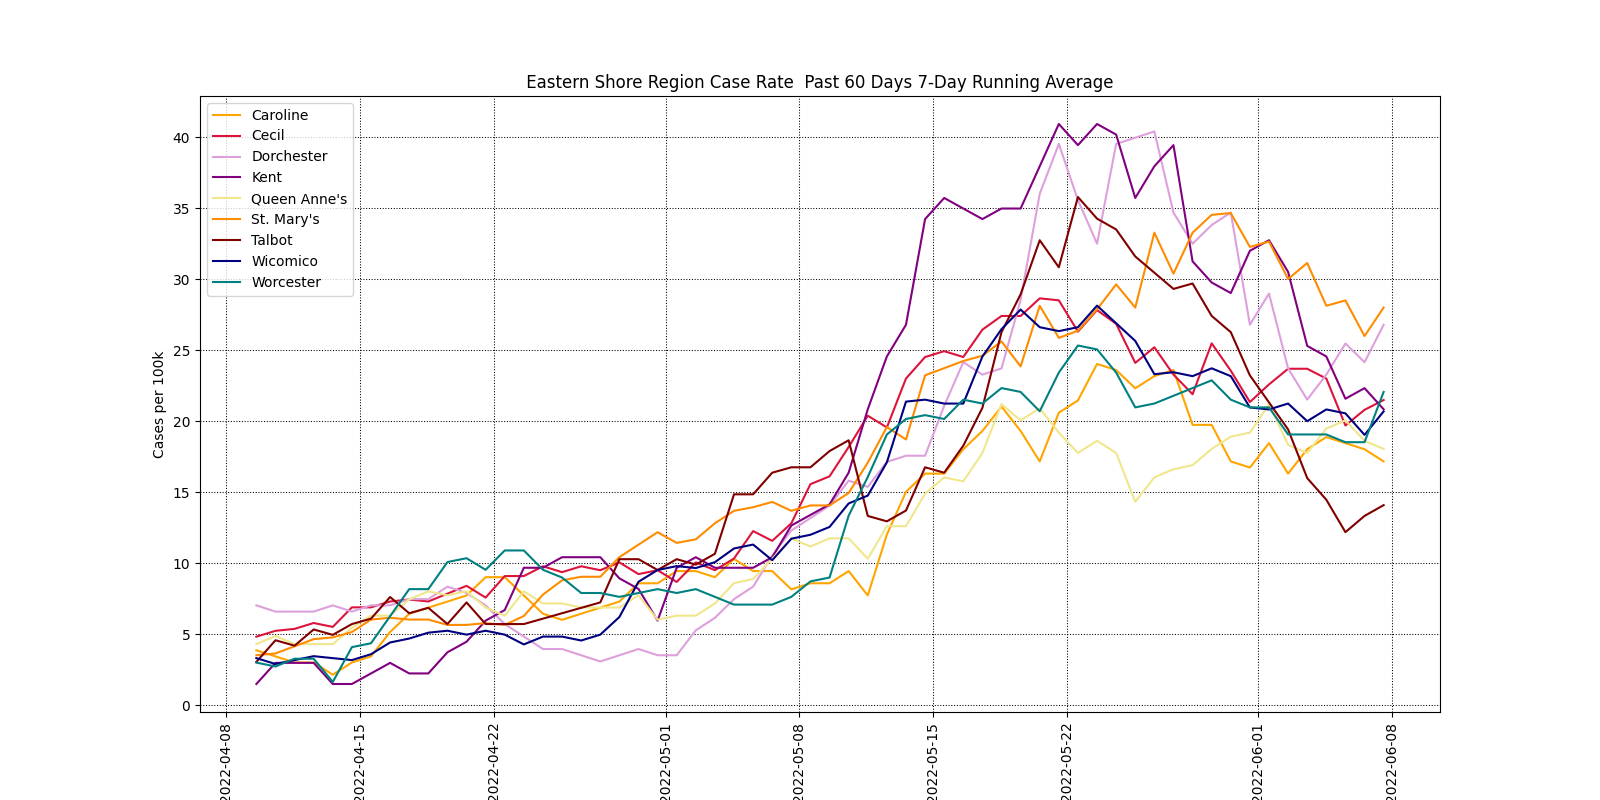 Eastern Shore Region Case Rate  Past 60 Days 7-Day Running Average
Caroline
Cecil
Dorchester
Kent
Queen Anne's
St. Mary's
Talbot
Wicomico
Worcester
Cases per 100k
40
35
30
25
20
15
10
5
0
2022-04-08
2022-04-15
2022-04-22
2022-05-01
2022-05-08
2022-05-15
2022-05-22
2022-06-01
2022-06-08